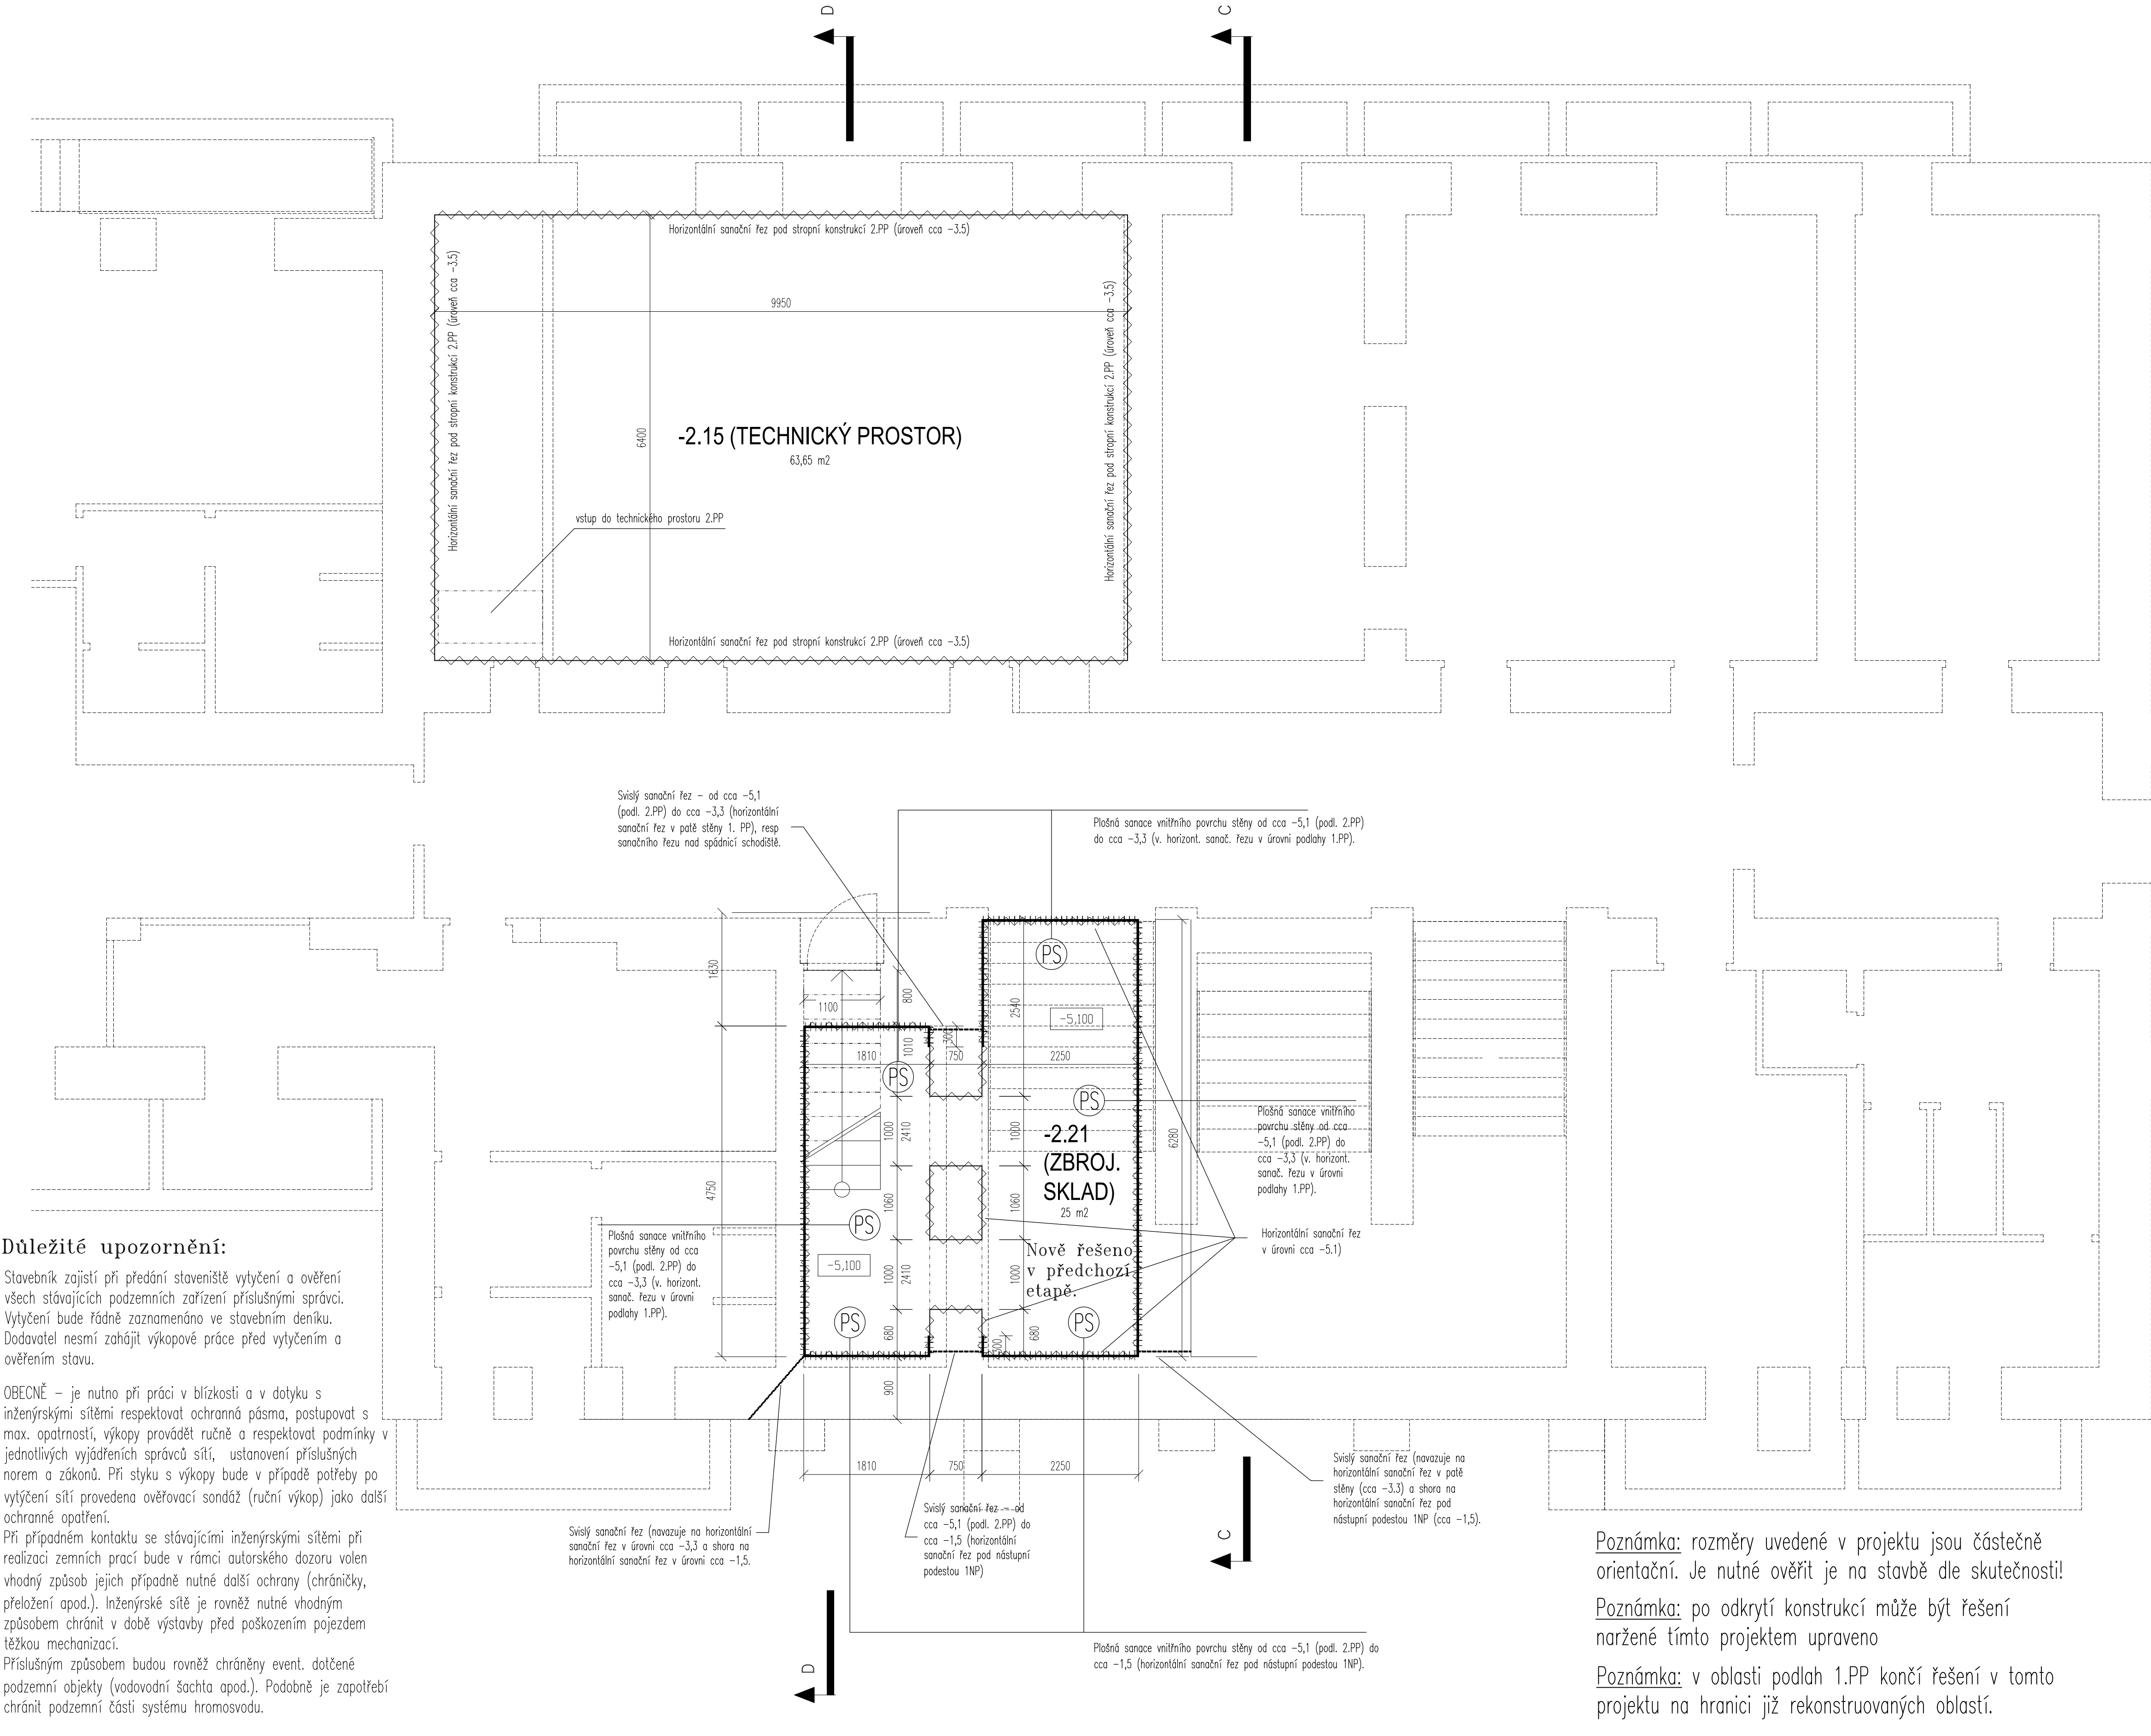 D
C
Horizontální sanační řez pod stropní konstrukcí 2.PP (úroveň cca -3.5)
Horizontální sanační řez pod stropní konstrukcí 2.PP (úroveň cca -3.5)
Horizontální sanační řez pod stropní konstrukcí 2.PP (úroveň cca -3.5)
9950
6400
-2.15 (TECHNICKÝ PROSTOR)
63,65 m2
vstup do technického prostoru 2.PP
Horizontální sanační řez pod stropní konstrukcí 2.PP (úroveň cca -3.5)
Svislý sanační řez - od cca -5,1
(podl. 2.PP) do cca -3,3 (horizontální
sanační řez v patě stěny 1. PP), resp
sanačního řezu nad spádnicí schodiště.
Plošná sanace vnitřního povrchu stěny od cca -5,1 (podl. 2.PP)
do cca -3,3 (v. horizont. sanač. řezu v úrovni podlahy 1.PP).
1630
1100
800
PS
2540
-5,100
300
1010
1810
750
2250
PS
PS
1000
2410
1000
-2.21
(ZBROJ.
SKLAD)
25 m2
6280
Plošná sanace vnitřního
povrchu stěny od cca
-5,1 (podl. 2.PP) do
cca -3,3 (v. horizont.
sanač. řezu v úrovni
podlahy 1.PP).
4750
1060
1060
PS
Plošná sanace vnitřního
povrchu stěny od cca
-5,1 (podl. 2.PP) do
cca -3,3 (v. horizont.
sanač. řezu v úrovni
podlahy 1.PP).
-5,100
Horizontální sanační řez
v úrovni cca -5.1)
Nově řešeno
v předchozí
etapě.
1000
2410
1000
PS
PS
680
300
680
900
1810
750
2250
Důležité upozornění:
Stavebník zajistí při předání staveniště vytyčení a ověření
všech stávajících podzemních zařízení příslušnými správci.
Vytyčení bude řádně zaznamenáno ve stavebním deníku.
Dodavatel nesmí zahájit výkopové práce před vytyčením a
ověřením stavu.
OBECNĚ - je nutno při práci v blízkosti a v dotyku s
inženýrskými sítěmi respektovat ochranná pásma, postupovat s
max. opatrností, výkopy provádět ručně a respektovat podmínky v
jednotlivých vyjádřeních správců sítí, ustanovení příslušných
norem a zákonů. Při styku s výkopy bude v případě potřeby po
vytýčení sítí provedena ověřovací sondáž (ruční výkop) jako další
ochranné opatření.
Při případném kontaktu se stávajícími inženýrskými sítěmi při
realizaci zemních prací bude v rámci autorského dozoru volen
vhodný způsob jejich případně nutné další ochrany (chráničky,
přeložení apod.). Inženýrské sítě je rovněž nutné vhodným
způsobem chránit v době výstavby před poškozením pojezdem
těžkou mechanizací.
Příslušným způsobem budou rovněž chráněny event. dotčené
podzemní objekty (vodovodní šachta apod.). Podobně je zapotřebí
chránit podzemní části systému hromosvodu.
Svislý sanační řez (navazuje na horizontální
sanační řez v úrovni cca -3,3 a shora na
horizontální sanační řez v úrovni cca -1,5.
Svislý sanační řez - od
cca -5,1 (podl. 2.PP) do
cca -1,5 (horizontální
sanační řez pod nástupní
podestou 1NP)
C
Svislý sanační řez (navazuje na
horizontální sanační řez v patě
stěny (cca -3.3) a shora na
horizontální sanační řez pod
nástupní podestou 1NP (cca -1,5).
D
Plošná sanace vnitřního povrchu stěny od cca -5,1 (podl. 2.PP) do
cca -1,5 (horizontální sanační řez pod nástupní podestou 1NP).
Poznámka: rozměry uvedené v projektu jsou částečně
orientační. Je nutné ověřit je na stavbě dle skutečnosti!
Poznámka: po odkrytí konstrukcí může být řešení
naržené tímto projektem upraveno
Poznámka: v oblasti podlah 1.PP končí řešení v tomto
projektu na hranici již rekonstruovaných oblastí.